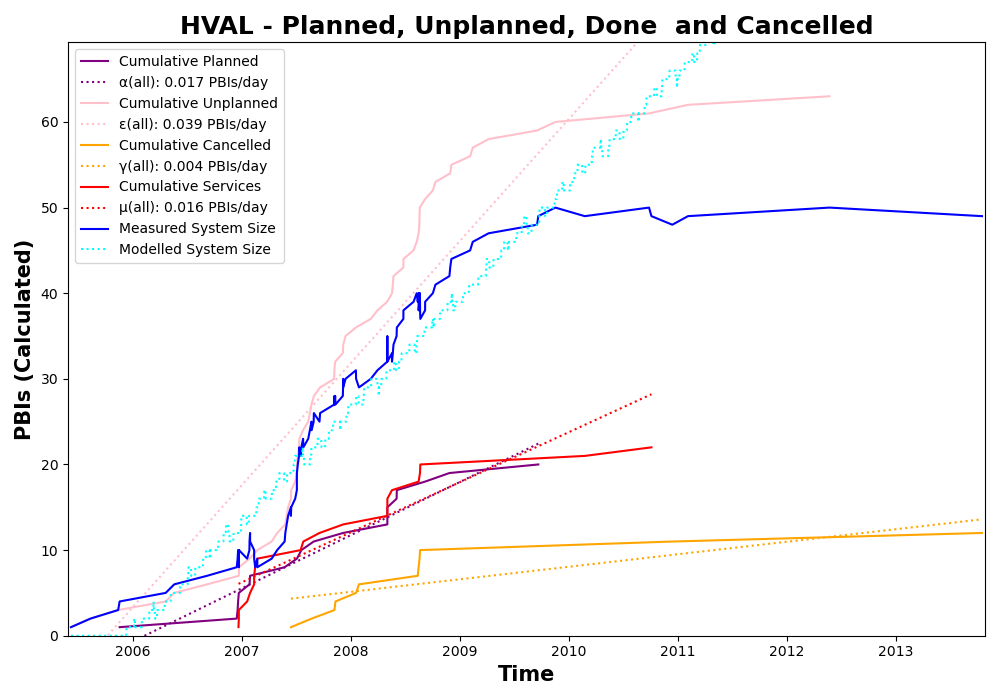 HVAL - Planned, Unplanned, Done  and Cancelled
Cumulative Planned
α(all): 0.017 PBIs/day
Cumulative Unplanned
ε(all): 0.039 PBIs/day
Cumulative Cancelled
γ(all): 0.004 PBIs/day
Cumulative Services
μ(all): 0.016 PBIs/day
Measured System Size
Modelled System Size
PBIs (Calculated)
60
50
40
30
20
10
0
2006 2007 2008 2009 2010 2011 2012 2013
Time